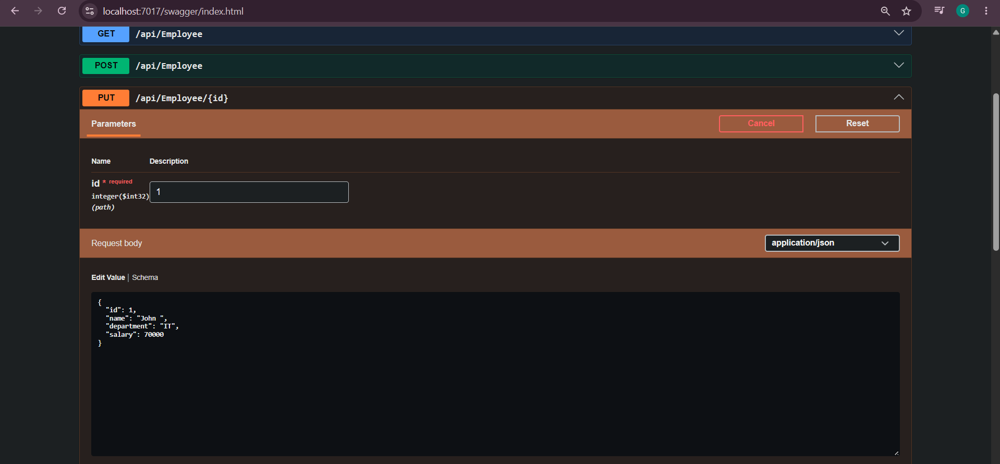 localhost:7017/swagger/index.html
G
GET /api/Employee
POST /api/Employee
PUT /api/Employee/{id}
Parameters
Cancel
Reset
Name Description
id * required
integer($int32)
(path)
1
Request body
application/json
Edit Value | Schema
{
  "id": 1,
  "name": "John ",
  "department": "IT",
  "salary": 70000
}